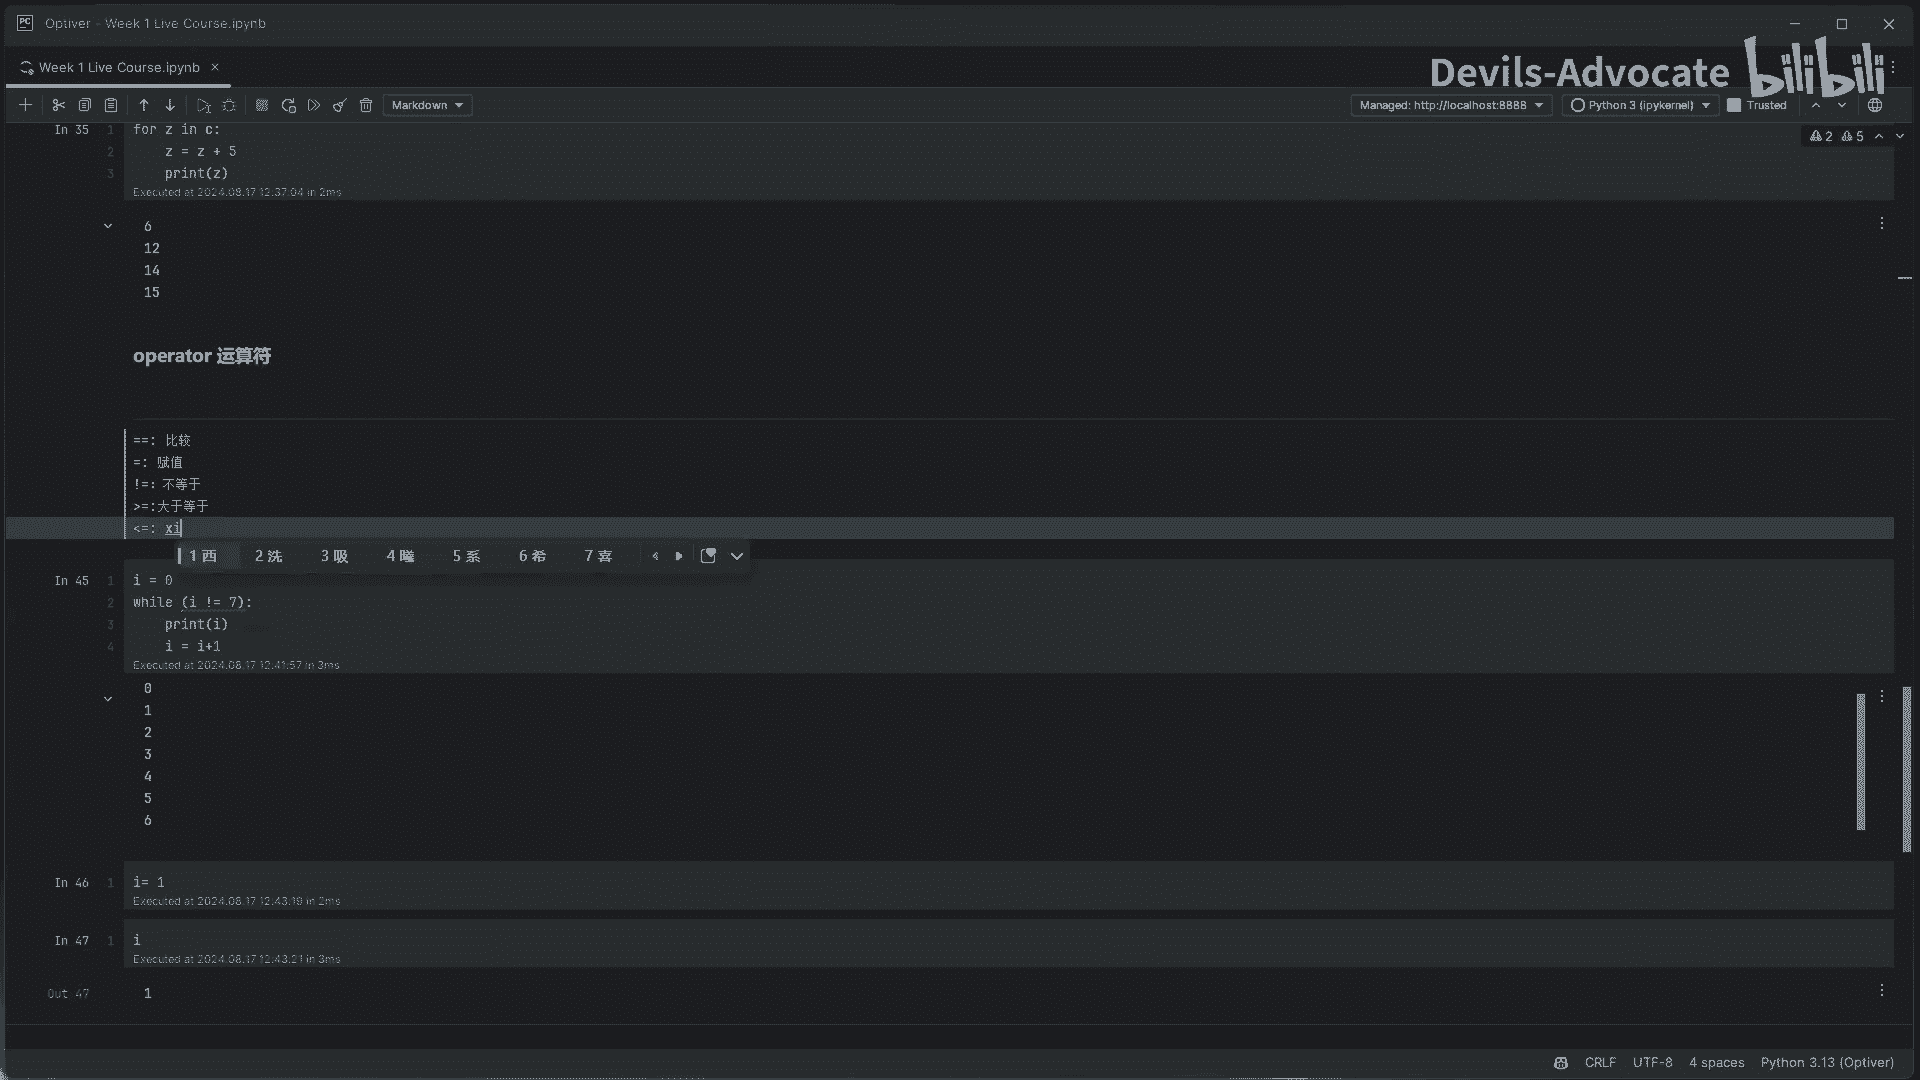 Optiver - Week 1 Live Course.ipynb
Week 1 Live Course.ipynb
Devils-Advocate bilibili
Markdown
Managed: http://localhost:8888
Python 3 (ipykernel)
Trusted
2 5
In 35
1 for z in c:
2 z = z + 5
3 print(z)
Executed at 2024.08.17 12:37:04 in 2ms
6
12
14
15
operator 运算符
==: 比较
=: 赋值
!=: 不等于
>=:大于等于
<=: xi
1 西 2 洗 3 吸 4 嘻 5 系 6 希 7 喜
In 45
1 i = 0
2 while (i != 7):
3 print(i)
4 i = i+1
Executed at 2024.08.17 12:41:57 in 3ms
0
1
2
3
4
5
6
In 46
1 i= 1
Executed at 2024.08.17 12:43:19 in 2ms
In 47
1 i
Executed at 2024.08.17 12:43:21 in 3ms
Out 47
1
CRLF UTF-8 4 spaces Python 3.13 (Optiver)